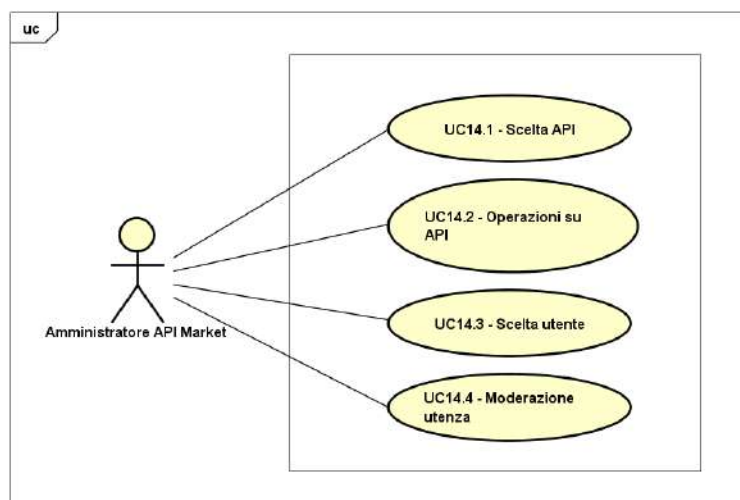 uc
UC14.1 - Scelta API
UC14.2 - Operazioni su
API
UC14.3 - Scelta utente
UC14.4 - Moderazione
utenza
Amministratore API Market